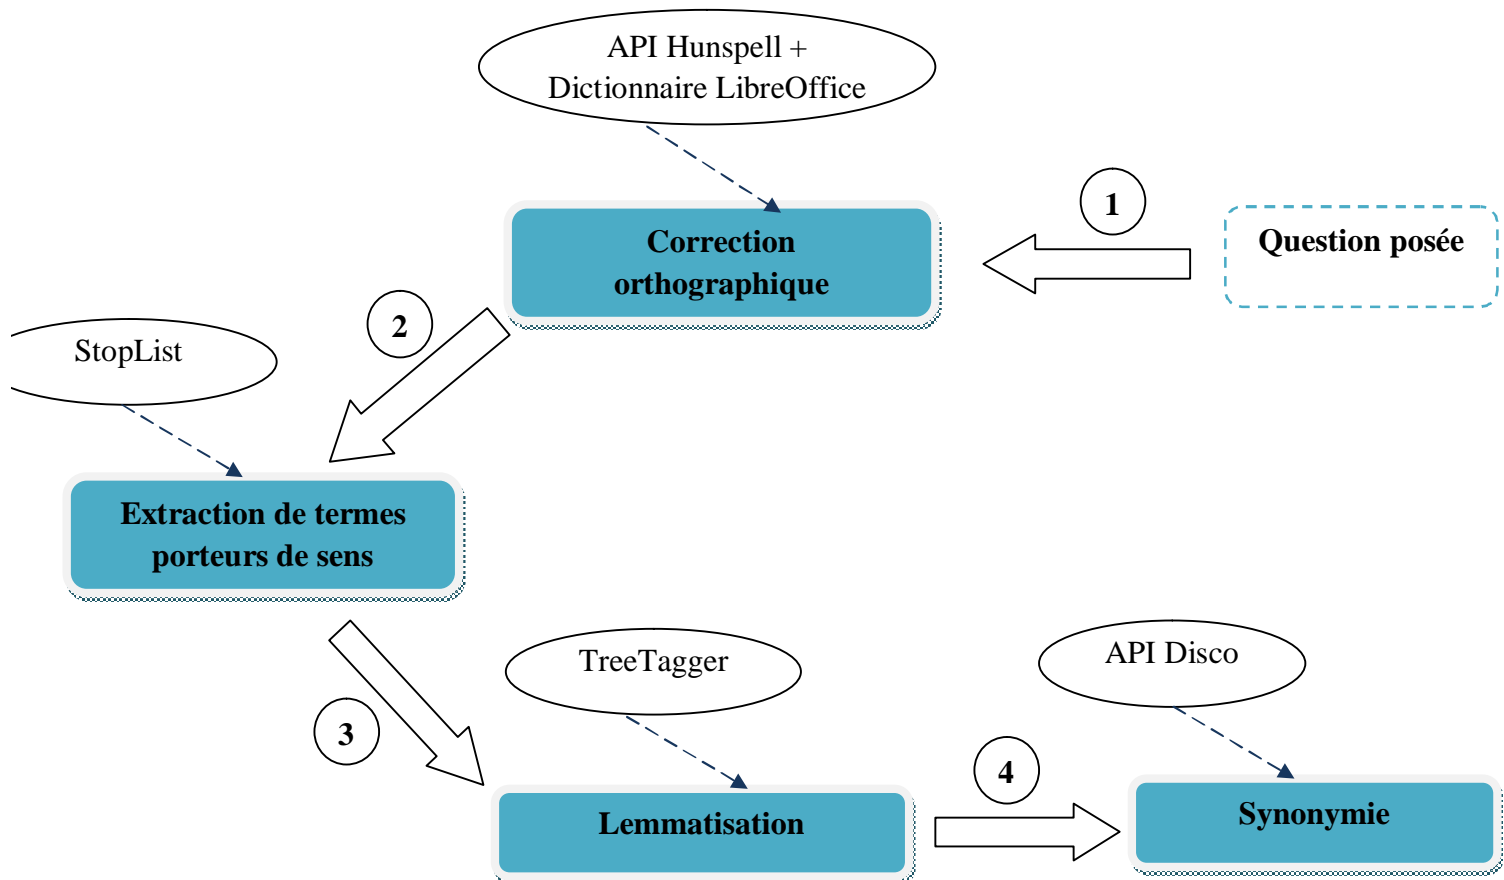 API Hunspell +
Dictionnaire LibreOffice
1
Correction
orthographique
Question posée
2
StopList
Extraction de termes
porteurs de sens
3
TreeTagger
API Disco
4
Lemmatisation
Synonymie